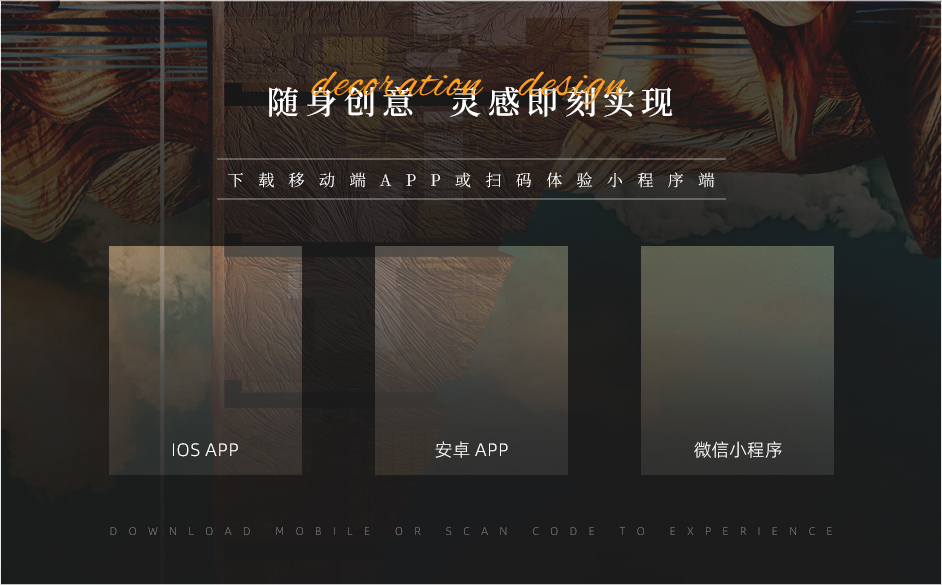 decoration design
随身创意 灵感即刻实现
下载移动端APP或扫码体验小程序端
IOS APP
安卓 APP
微信小程序
DOWNLOAD MOBILE OR SCAN CODE TO EXPERIENCE